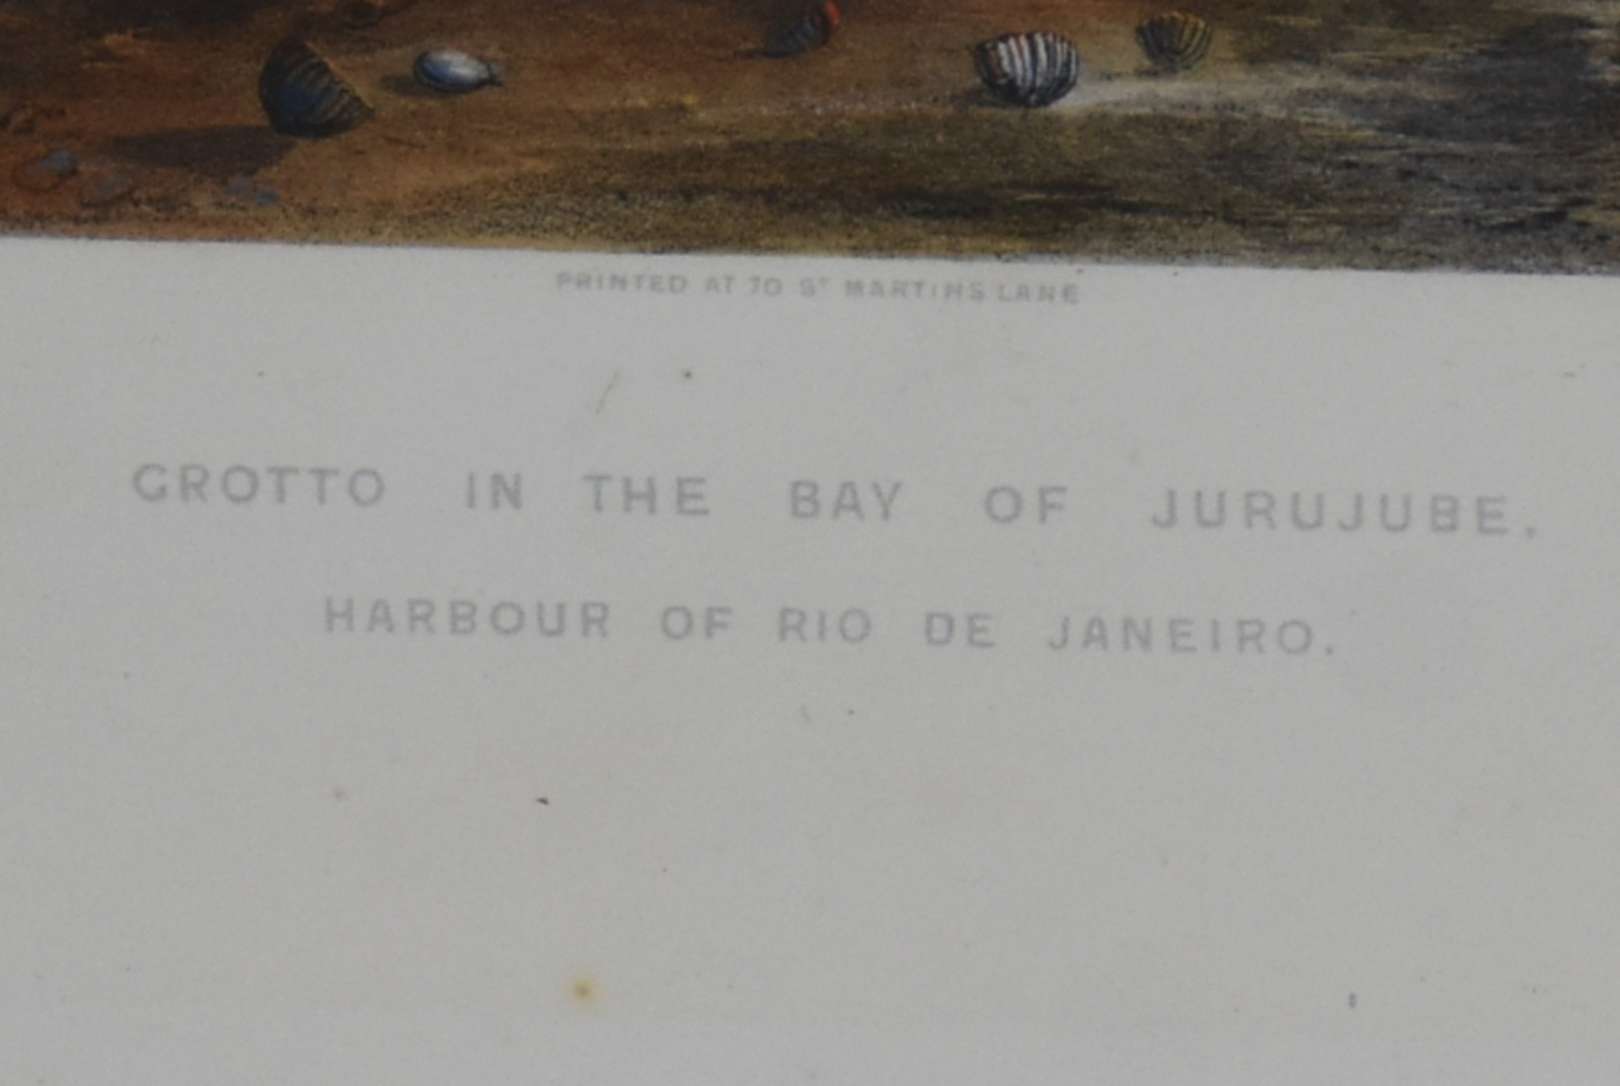 PRINTED AT 70 ST MARTINS LANE
GROTTO IN THE BAY OF JURUJUBE.
HARBOUR OF RIO DE JANEIRO.